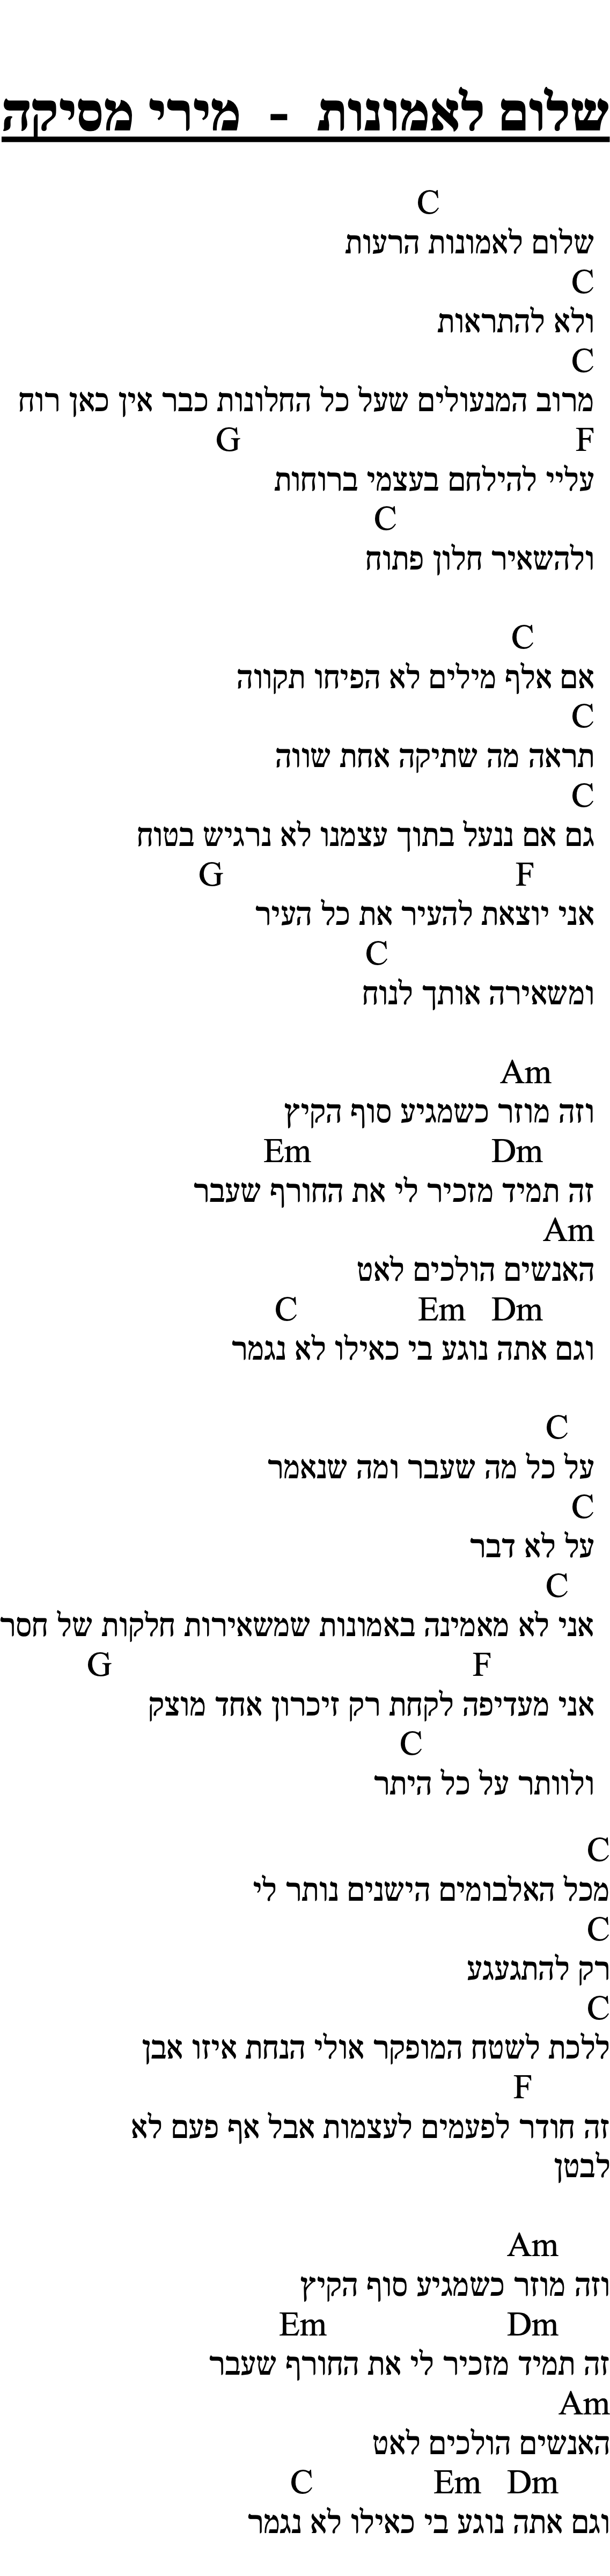 שלום לאמונות - מירי מסיקה
C
שלום לאמונות הרעות
C
ולא להתראות
C
מרוב המנעולים שעל כל החלונות כבר אין כאן רוח
F G
עליי להילחם בעצמי ברוחות
C
ולהשאיר חלון פתוח
C
אם אלף מילים לא הפיחו תקווה
C
תראה מה שתיקה אחת שווה
C
גם אם ננעל בתוך עצמנו לא נרגיש בטוח
F G
אני יוצאת להעיר את כל העיר
C
ומשאירה אותך לנוח
Am
וזה מוזר כשמגיע סוף הקיץ
Dm Em
זה תמיד מזכיר לי את החורף שעבר
Am
האנשים הולכים לאט
Dm Em C
וגם אתה נוגע בי כאילו לא נגמר
C
על כל מה שעבר ומה שנאמר
C
על לא דבר
C
אני לא מאמינה באמונות שמשאירות חלקות של חסר
F G
אני מעדיפה לקחת רק זיכרון אחד מוצק
C
ולוותר על כל היתר
C
מכל האלבומים הישנים נותר לי
C
רק להתגעגע
C
ללכת לשטח המופקר אולי הנחת איזו אבן
F
זה חודר לפעמים לעצמות אבל אף פעם לא
לבטן
Am
וזה מוזר כשמגיע סוף הקיץ
Dm Em
זה תמיד מזכיר לי את החורף שעבר
Am
האנשים הולכים לאט
Dm Em C
וגם אתה נוגע בי כאילו לא נגמר